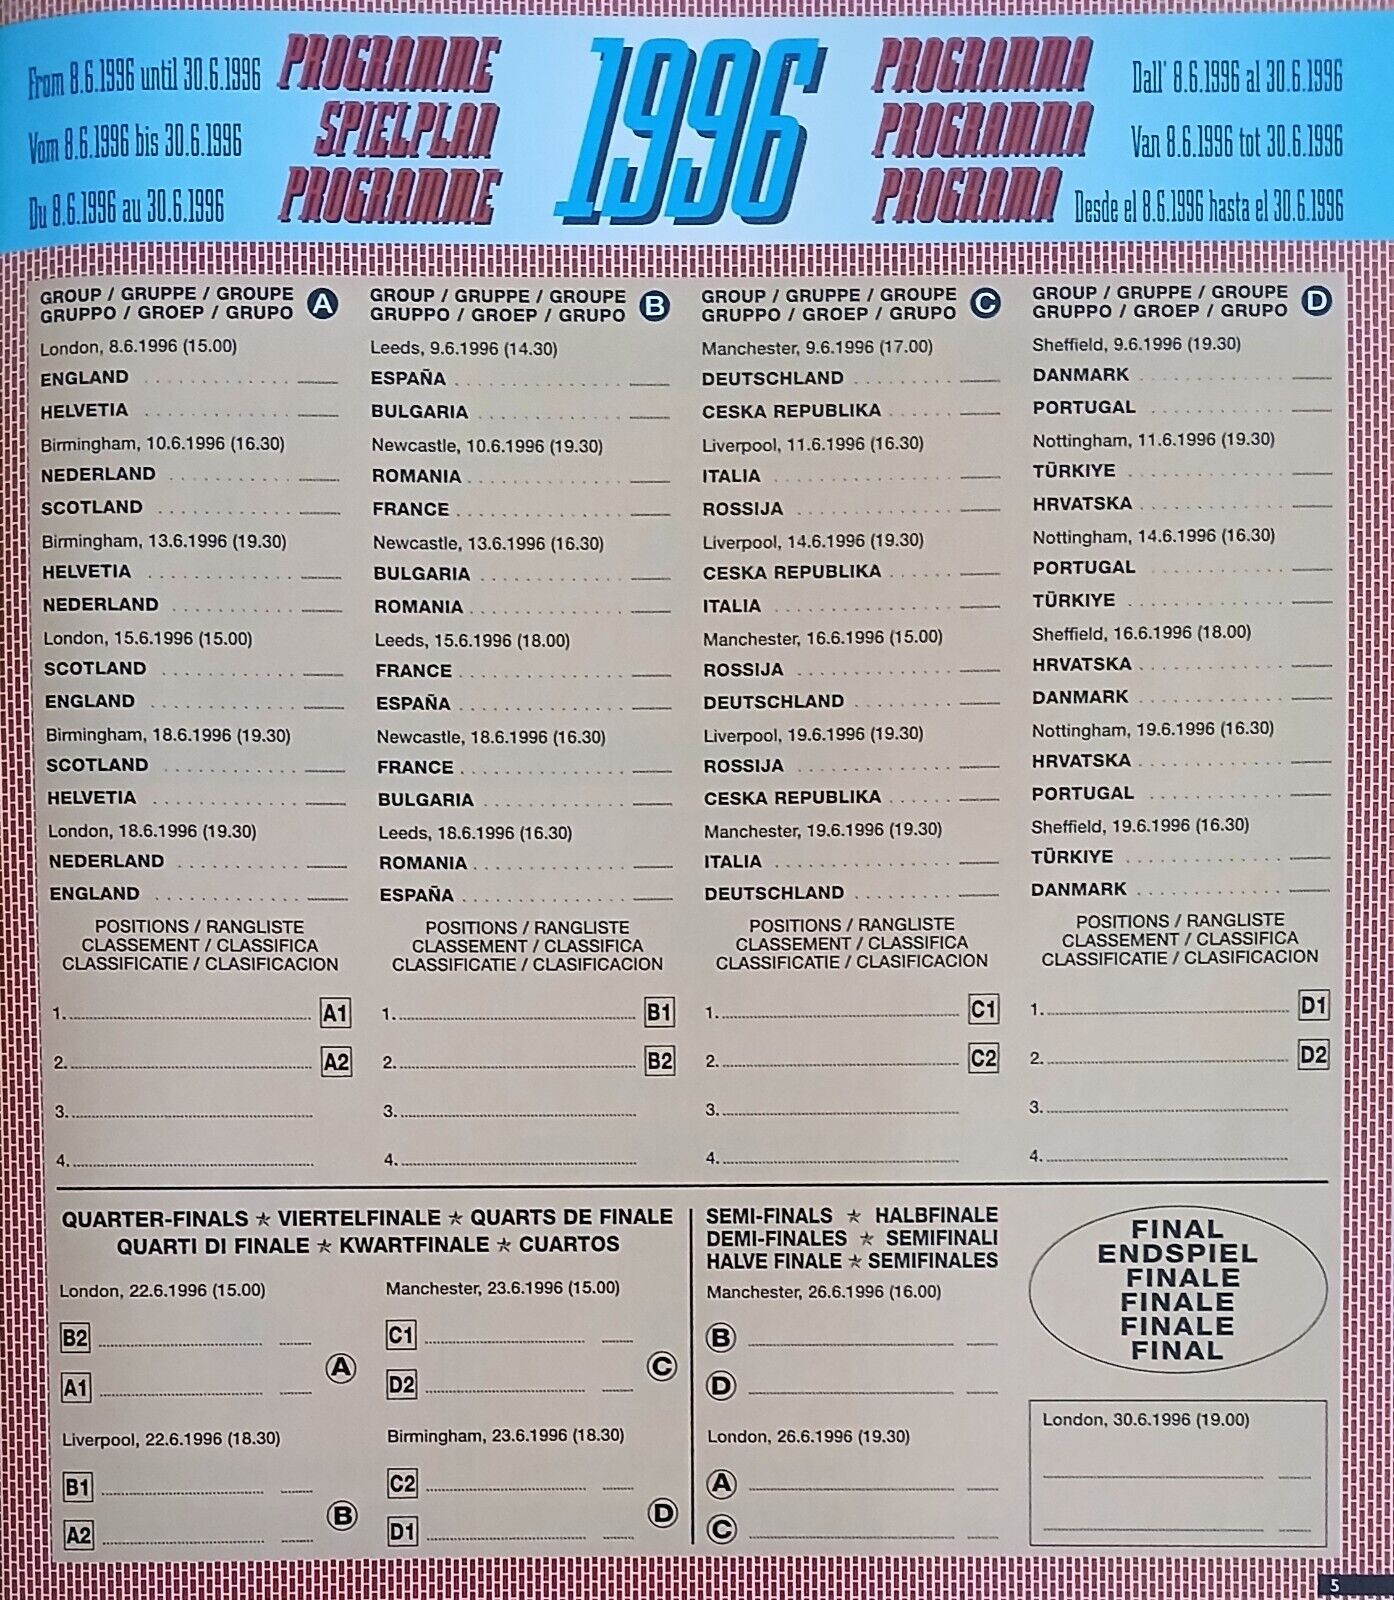 From 8.6.1996 until 30.6.1996
Vom 8.6.1996 bis 30.6.1996
Du 8.6.1996 au 30.6.1996
PROGRAMME
SPIELPLAN
PROGRAMME
1996
PROGRAMMA
PROGRAMMA
PROGRAMA
Dall' 8.6.1996 al 30.6.1996
Van 8.6.1996 tot 30.6.1996
Desde el 8.6.1996 hasta el 30.6.1996
GROUP / GRUPPE / GROUPE
GRUPPO / GROEP / GRUPO
A
London, 8.6.1996 (15.00)
ENGLAND
HELVETIA
Birmingham, 10.6.1996 (16.30)
NEDERLAND
SCOTLAND
Birmingham, 13.6.1996 (19.30)
HELVETIA
NEDERLAND
London, 15.6.1996 (15.00)
SCOTLAND
ENGLAND
Birmingham, 18.6.1996 (19.30)
SCOTLAND
HELVETIA
London, 18.6.1996 (19.30)
NEDERLAND
ENGLAND
POSITIONS / RANGLISTE
CLASSEMENT / CLASSIFICA
CLASSIFICATIE / CLASIFICACION
1. A1
2. A2
3.
4.
GROUP / GRUPPE / GROUPE
GRUPPO / GROEP / GRUPO
B
Leeds, 9.6.1996 (14.30)
ESPAÑA
BULGARIA
Newcastle, 10.6.1996 (19.30)
ROMANIA
FRANCE
Newcastle, 13.6.1996 (16.30)
BULGARIA
ROMANIA
Leeds, 15.6.1996 (18.00)
FRANCE
ESPAÑA
Newcastle, 18.6.1996 (16.30)
FRANCE
BULGARIA
Leeds, 18.6.1996 (16.30)
ROMANIA
ESPAÑA
POSITIONS / RANGLISTE
CLASSEMENT / CLASSIFICA
CLASSIFICATIE / CLASIFICACION
1. B1
2. B2
3.
4.
GROUP / GRUPPE / GROUPE
GRUPPO / GROEP / GRUPO
C
Manchester, 9.6.1996 (17.00)
DEUTSCHLAND
CESKA REPUBLIKA
Liverpool, 11.6.1996 (16.30)
ITALIA
ROSSIJA
Liverpool, 14.6.1996 (19.30)
CESKA REPUBLIKA
ITALIA
Manchester, 16.6.1996 (15.00)
ROSSIJA
DEUTSCHLAND
Liverpool, 19.6.1996 (19.30)
ROSSIJA
CESKA REPUBLIKA
Manchester, 19.6.1996 (19.30)
ITALIA
DEUTSCHLAND
POSITIONS / RANGLISTE
CLASSEMENT / CLASSIFICA
CLASSIFICATIE / CLASIFICACION
1. C1
2. C2
3.
4.
GROUP / GRUPPE / GROUPE
GRUPPO / GROEP / GRUPO
D
Sheffield, 9.6.1996 (19.30)
DANMARK
PORTUGAL
Nottingham, 11.6.1996 (19.30)
TÜRKIYE
HRVATSKA
Nottingham, 14.6.1996 (16.30)
PORTUGAL
TÜRKIYE
Sheffield, 16.6.1996 (18.00)
HRVATSKA
DANMARK
Nottingham, 19.6.1996 (16.30)
HRVATSKA
PORTUGAL
Sheffield, 19.6.1996 (16.30)
TÜRKIYE
DANMARK
POSITIONS / RANGLISTE
CLASSEMENT / CLASSIFICA
CLASSIFICATIE / CLASIFICACION
1. D1
2. D2
3.
4.
QUARTER-FINALS ★ VIERTELFINALE ★ QUARTS DE FINALE
QUARTI DI FINALE ★ KWARTFINALE ★ CUARTOS
London, 22.6.1996 (15.00)
B2
A1
A
Liverpool, 22.6.1996 (18.30)
B1
A2
B
Manchester, 23.6.1996 (15.00)
C1
D2
C
Birmingham, 23.6.1996 (18.30)
C2
D1
D
SEMI-FINALS ★ HALBFINALE
DEMI-FINALES ★ SEMIFINALI
HALVE FINALE ★ SEMIFINALES
Manchester, 26.6.1996 (16.00)
B
D
London, 26.6.1996 (19.30)
A
C
FINAL
ENDSPIEL
FINALE
FINALE
FINALE
FINAL
London, 30.6.1996 (19.00)
5